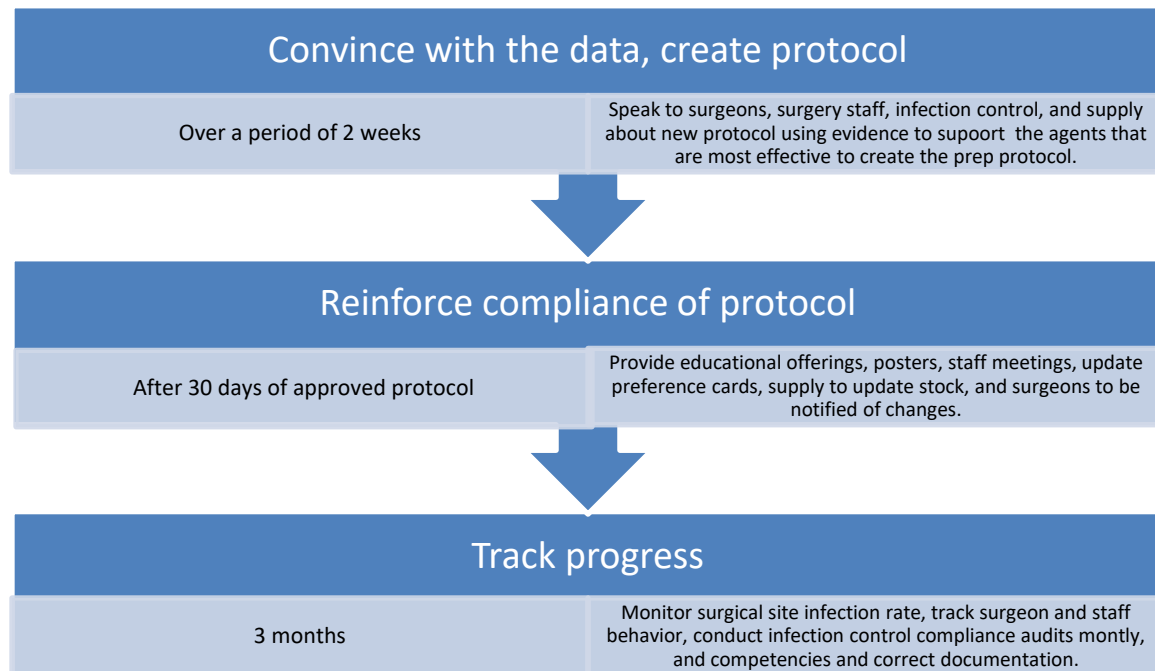 Convince with the data, create protocol
Over a period of 2 weeks
Speak to surgeons, surgery staff, infection control, and supply
about new protocol using evidence to supoort the agents that
are most effective to create the prep protocol.
Reinforce compliance of protocol
After 30 days of approved protocol
Provide educational offerings, posters, staff meetings, update
preference cards, supply to update stock, and surgeons to be
notified of changes.
Track progress
3 months
Monitor surgical site infection rate, track surgeon and staff
behavior, conduct infection control compliance audits montly,
and competencies and correct documentation.